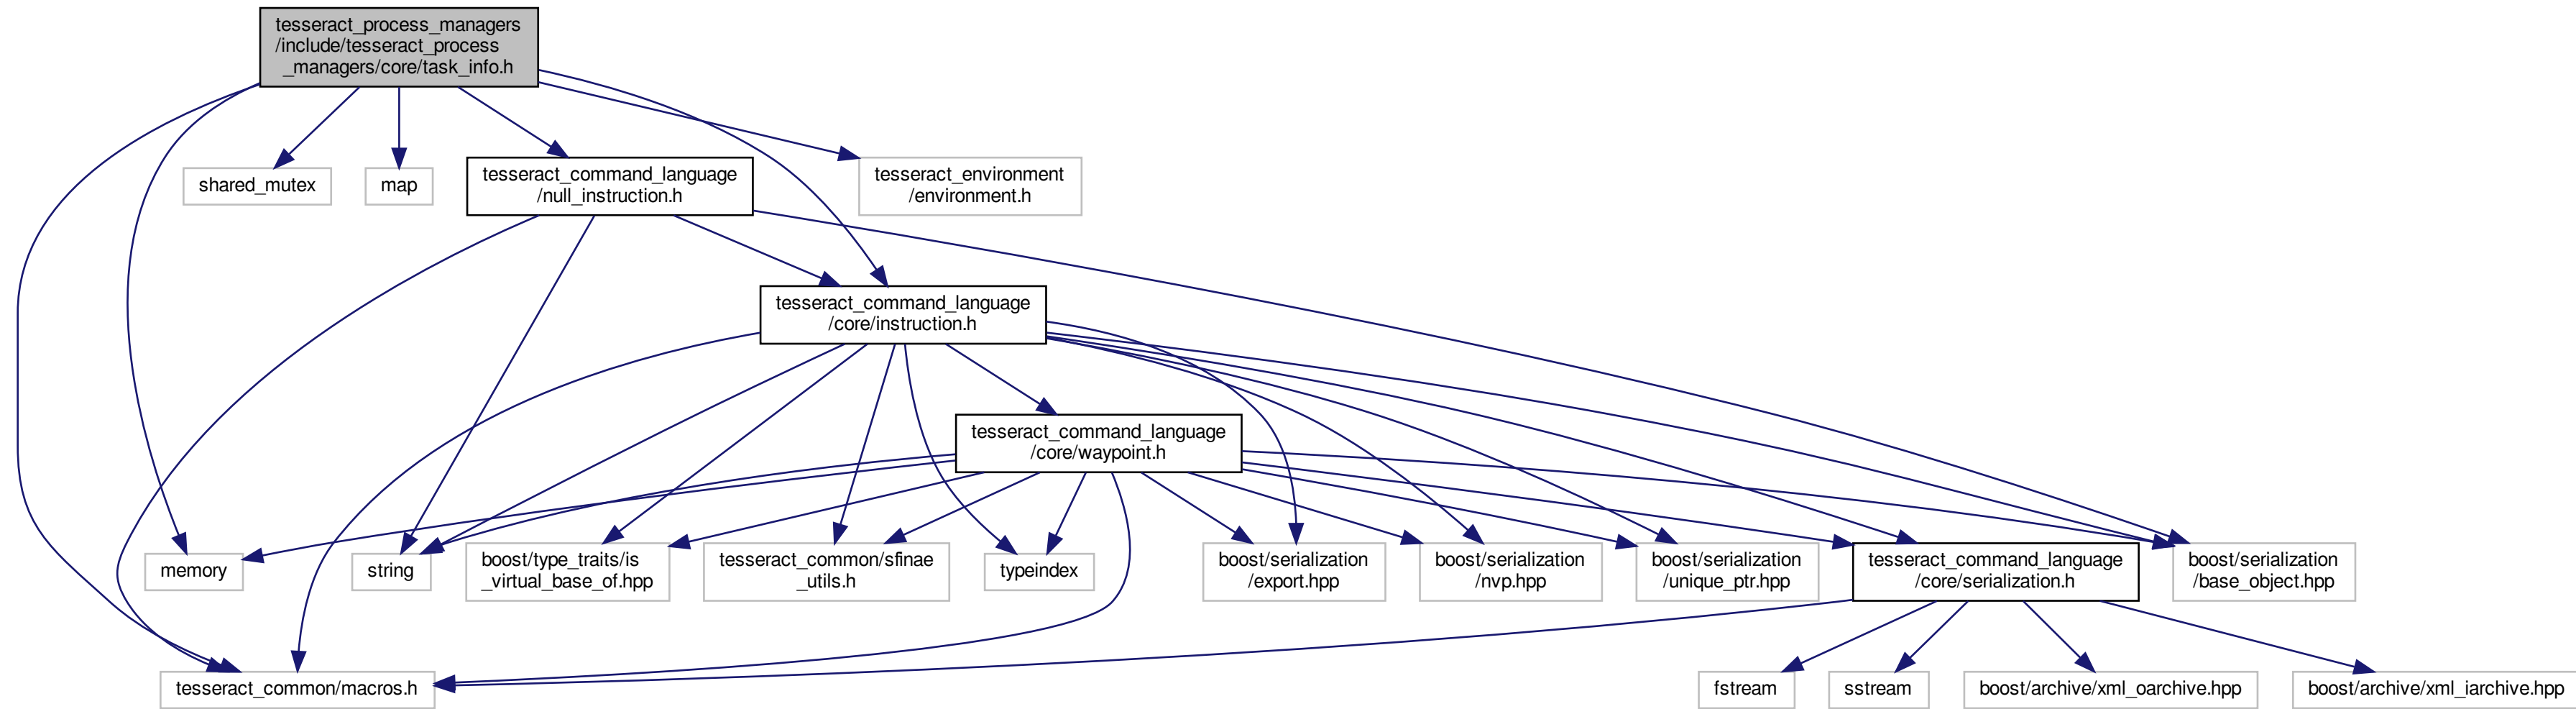 tesseract_process_managers
/include/tesseract_process
_managers/core/task_info.h
shared_mutex
map
tesseract_command_language
/null_instruction.h
tesseract_environment
/environment.h
tesseract_command_language
/core/instruction.h
tesseract_command_language
/core/waypoint.h
memory
string
boost/type_traits/is
_virtual_base_of.hpp
tesseract_common/sfinae
_utils.h
typeindex
boost/serialization
/export.hpp
boost/serialization
/nvp.hpp
boost/serialization
/unique_ptr.hpp
tesseract_command_language
/core/serialization.h
boost/serialization
/base_object.hpp
tesseract_common/macros.h
fstream
sstream
boost/archive/xml_oarchive.hpp
boost/archive/xml_iarchive.hpp